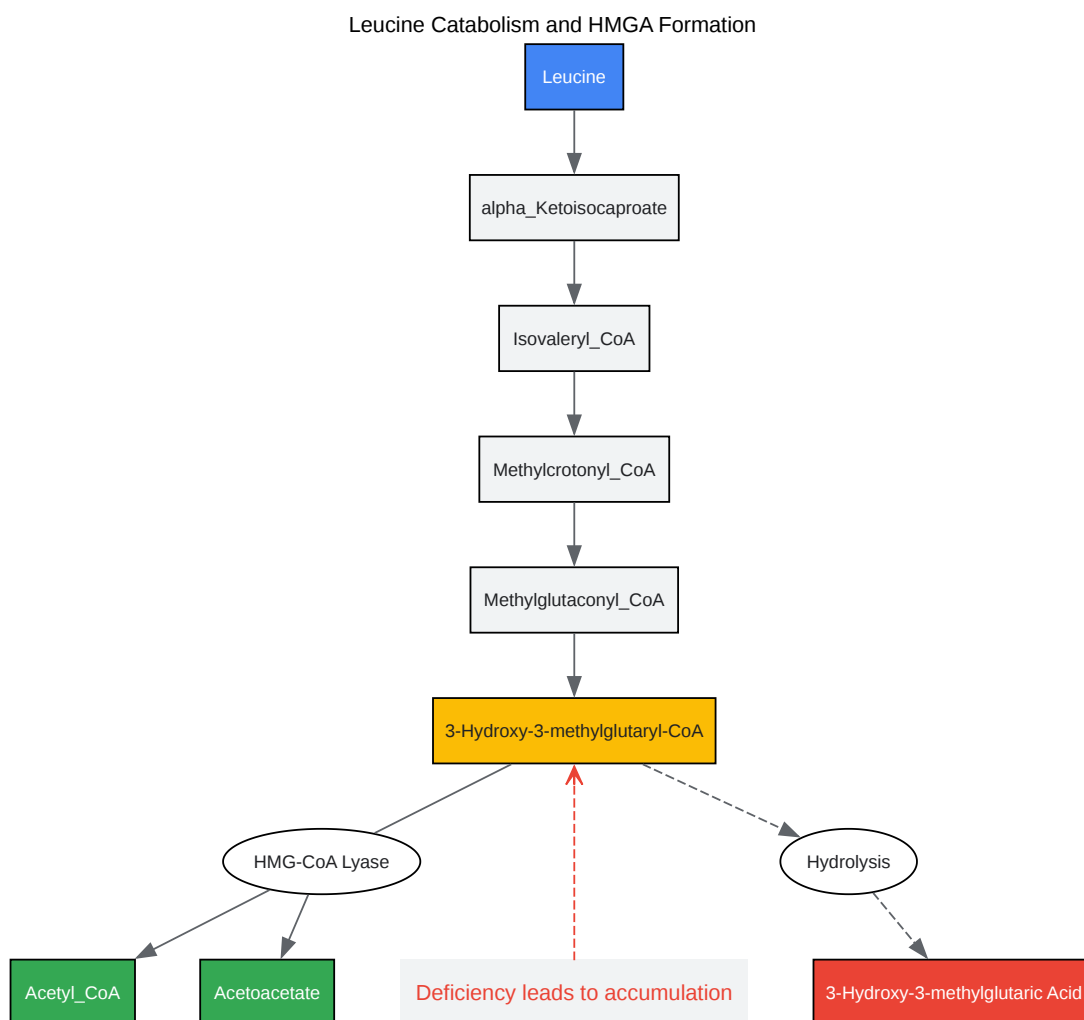 Leucine Catabolism and HMGA Formation
Leucine
alpha_Ketoisocaproate
Isovaleryl_CoA
Methylcrotonyl_CoA
Methylglutaconyl_CoA
3-Hydroxy-3-methylglutaryl-CoA
HMG-CoA Lyase
Hydrolysis
Acetyl_CoA
Acetoacetate
Deficiency leads to accumulation
3-Hydroxy-3-methylglutaric Acid